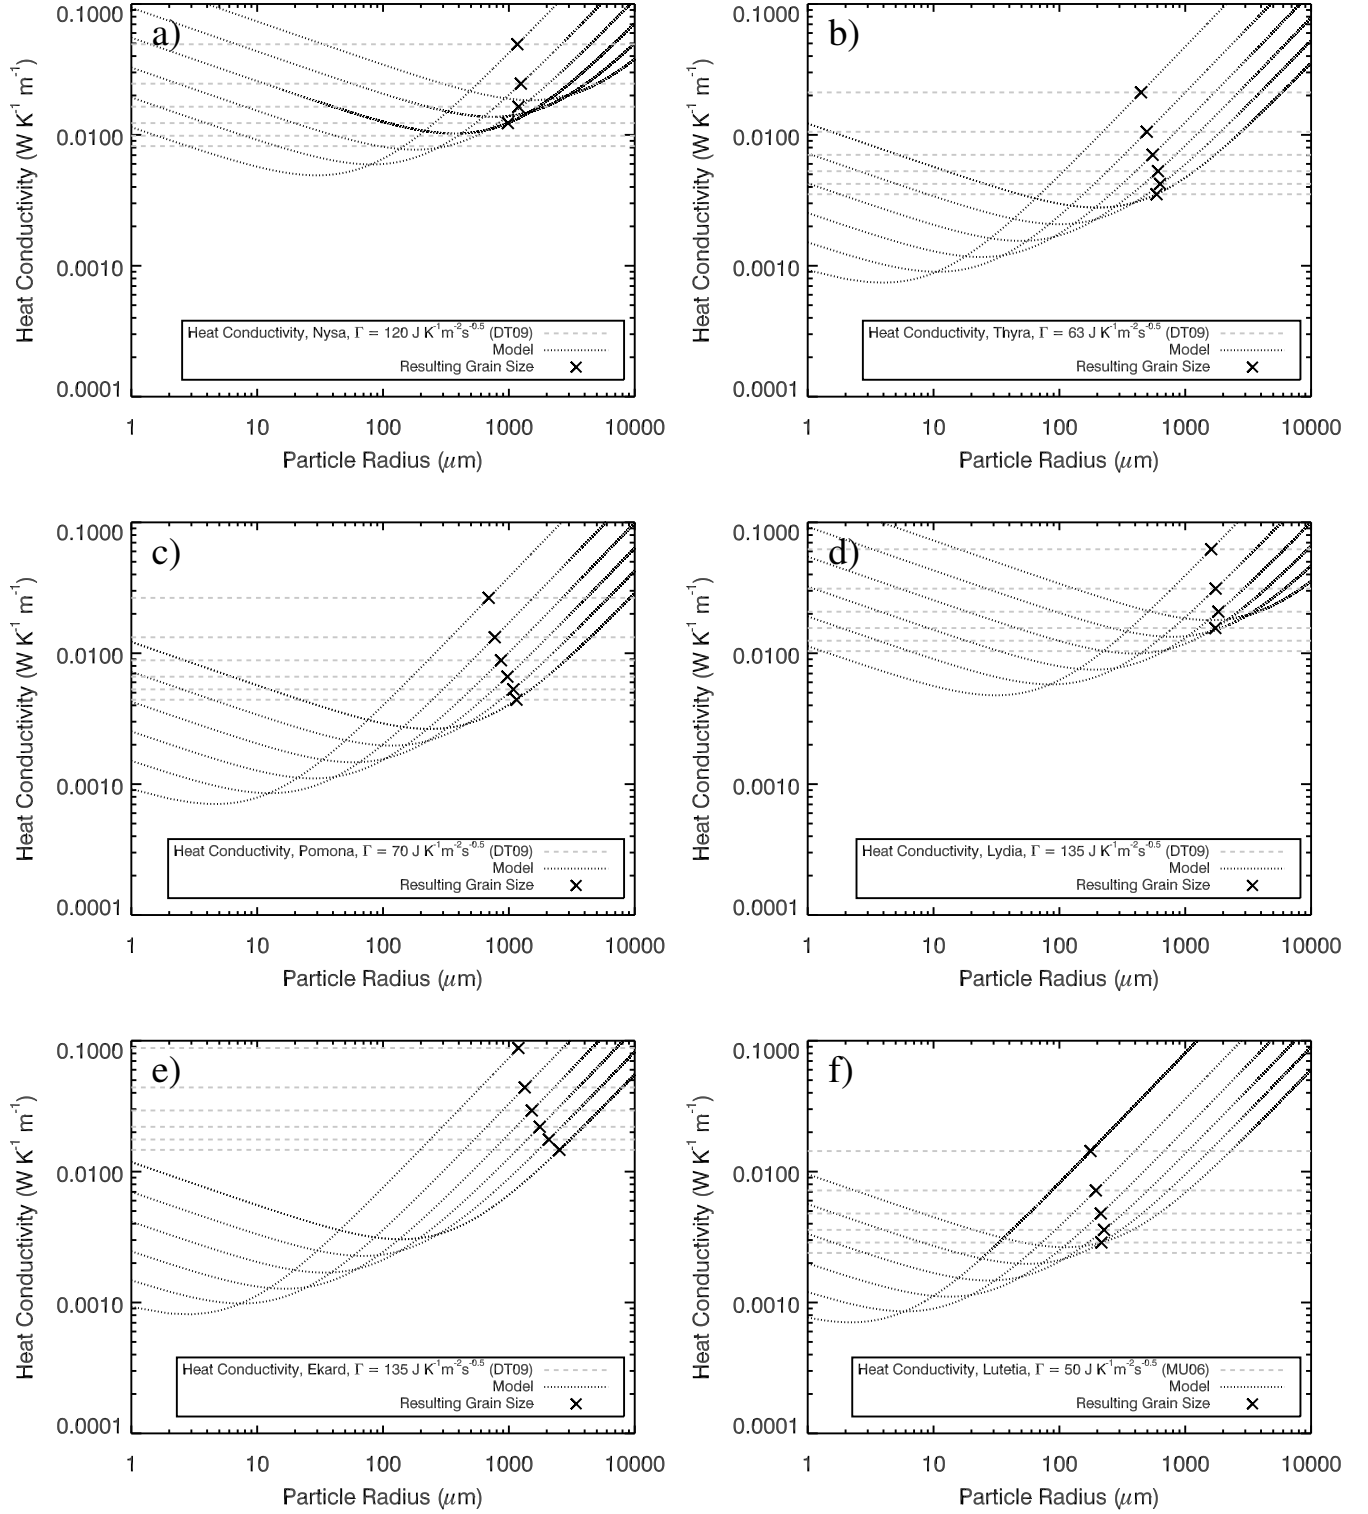 a)
0.1000
0.0100
0.0010
0.0001
Heat Conductivity (W K⁻¹ m⁻¹)
Heat Conductivity, Nysa, Γ = 120 J K⁻¹m⁻²s⁻⁰·⁵ (DT09)
Model
Resulting Grain Size
1 10 100 1000 10000
Particle Radius (μm)
b)
0.1000
0.0100
0.0010
0.0001
Heat Conductivity (W K⁻¹ m⁻¹)
Heat Conductivity, Thyra, Γ = 63 J K⁻¹m⁻²s⁻⁰·⁵ (DT09)
Model
Resulting Grain Size
1 10 100 1000 10000
Particle Radius (μm)
c)
0.1000
0.0100
0.0010
0.0001
Heat Conductivity (W K⁻¹ m⁻¹)
Heat Conductivity, Pomona, Γ = 70 J K⁻¹m⁻²s⁻⁰·⁵ (DT09)
Model
Resulting Grain Size
1 10 100 1000 10000
Particle Radius (μm)
d)
0.1000
0.0100
0.0010
0.0001
Heat Conductivity (W K⁻¹ m⁻¹)
Heat Conductivity, Lydia, Γ = 135 J K⁻¹m⁻²s⁻⁰·⁵ (DT09)
Model
Resulting Grain Size
1 10 100 1000 10000
Particle Radius (μm)
e)
0.1000
0.0100
0.0010
0.0001
Heat Conductivity (W K⁻¹ m⁻¹)
Heat Conductivity, Ekard, Γ = 135 J K⁻¹m⁻²s⁻⁰·⁵ (DT09)
Model
Resulting Grain Size
1 10 100 1000 10000
Particle Radius (μm)
f)
0.1000
0.0100
0.0010
0.0001
Heat Conductivity (W K⁻¹ m⁻¹)
Heat Conductivity, Lutetia, Γ = 50 J K⁻¹m⁻²s⁻⁰·⁵ (MU06)
Model
Resulting Grain Size
1 10 100 1000 10000
Particle Radius (μm)